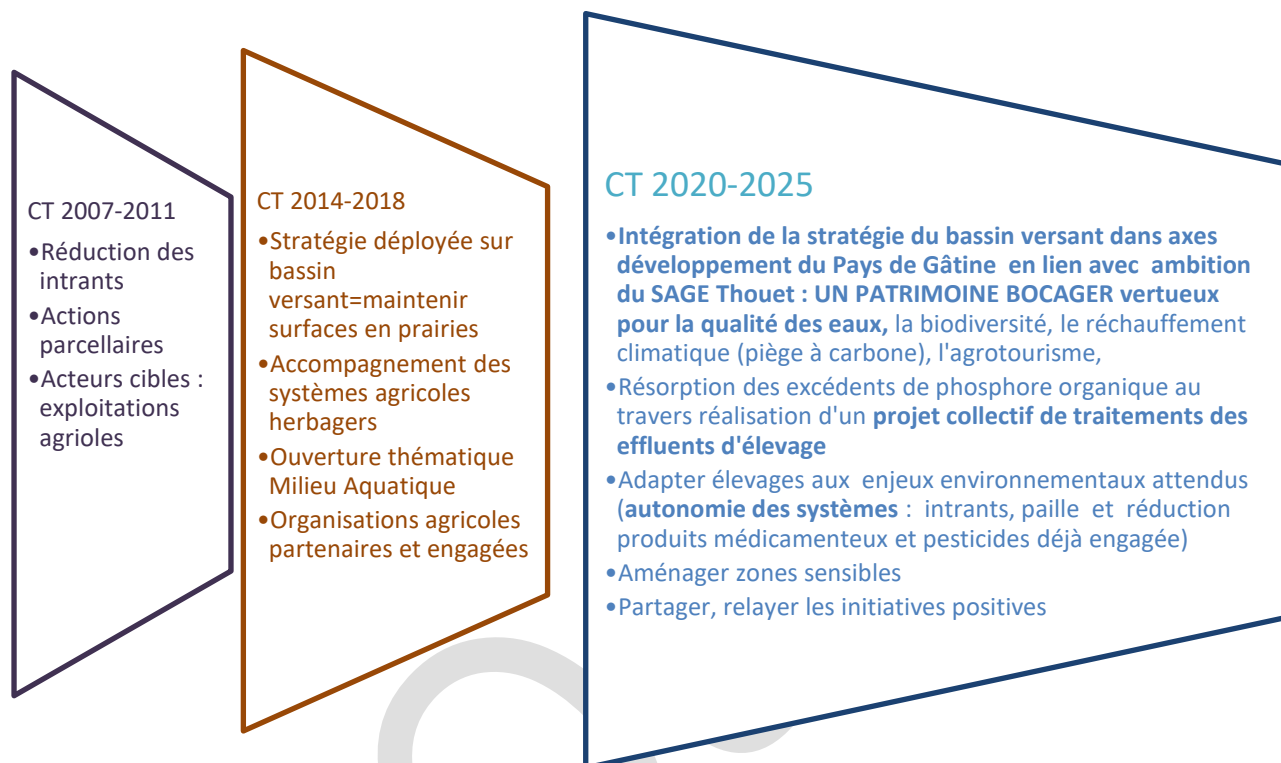 CT 2007-2011
•Réduction des
intrants
•Actions
parcellaires
•Acteurs cibles :
exploitations
agrioles
CT 2014-2018
•Stratégie déployée sur
bassin
versant=maintenir
surfaces en prairies
•Accompagnement des
systèmes agricoles
herbagers
•Ouverture thématique
Milieu Aquatique
•Organisations agricoles
partenaires et engagées
CT 2020-2025
•Intégration de la stratégie du bassin versant dans axes
développement du Pays de Gâtine en lien avec ambition
du SAGE Thouet : UN PATRIMOINE BOCAGER vertueux
pour la qualité des eaux, la biodiversité, le réchauffement
climatique (piège à carbone), l'agrotourisme,
•Résorption des excédents de phosphore organique au
travers réalisation d'un projet collectif de traitements des
effluents d'élevage
•Adapter élevages aux enjeux environnementaux attendus
(autonomie des systèmes : intrants, paille et réduction
produits médicamenteux et pesticides déjà engagée)
•Aménager zones sensibles
•Partager, relayer les initiatives positives